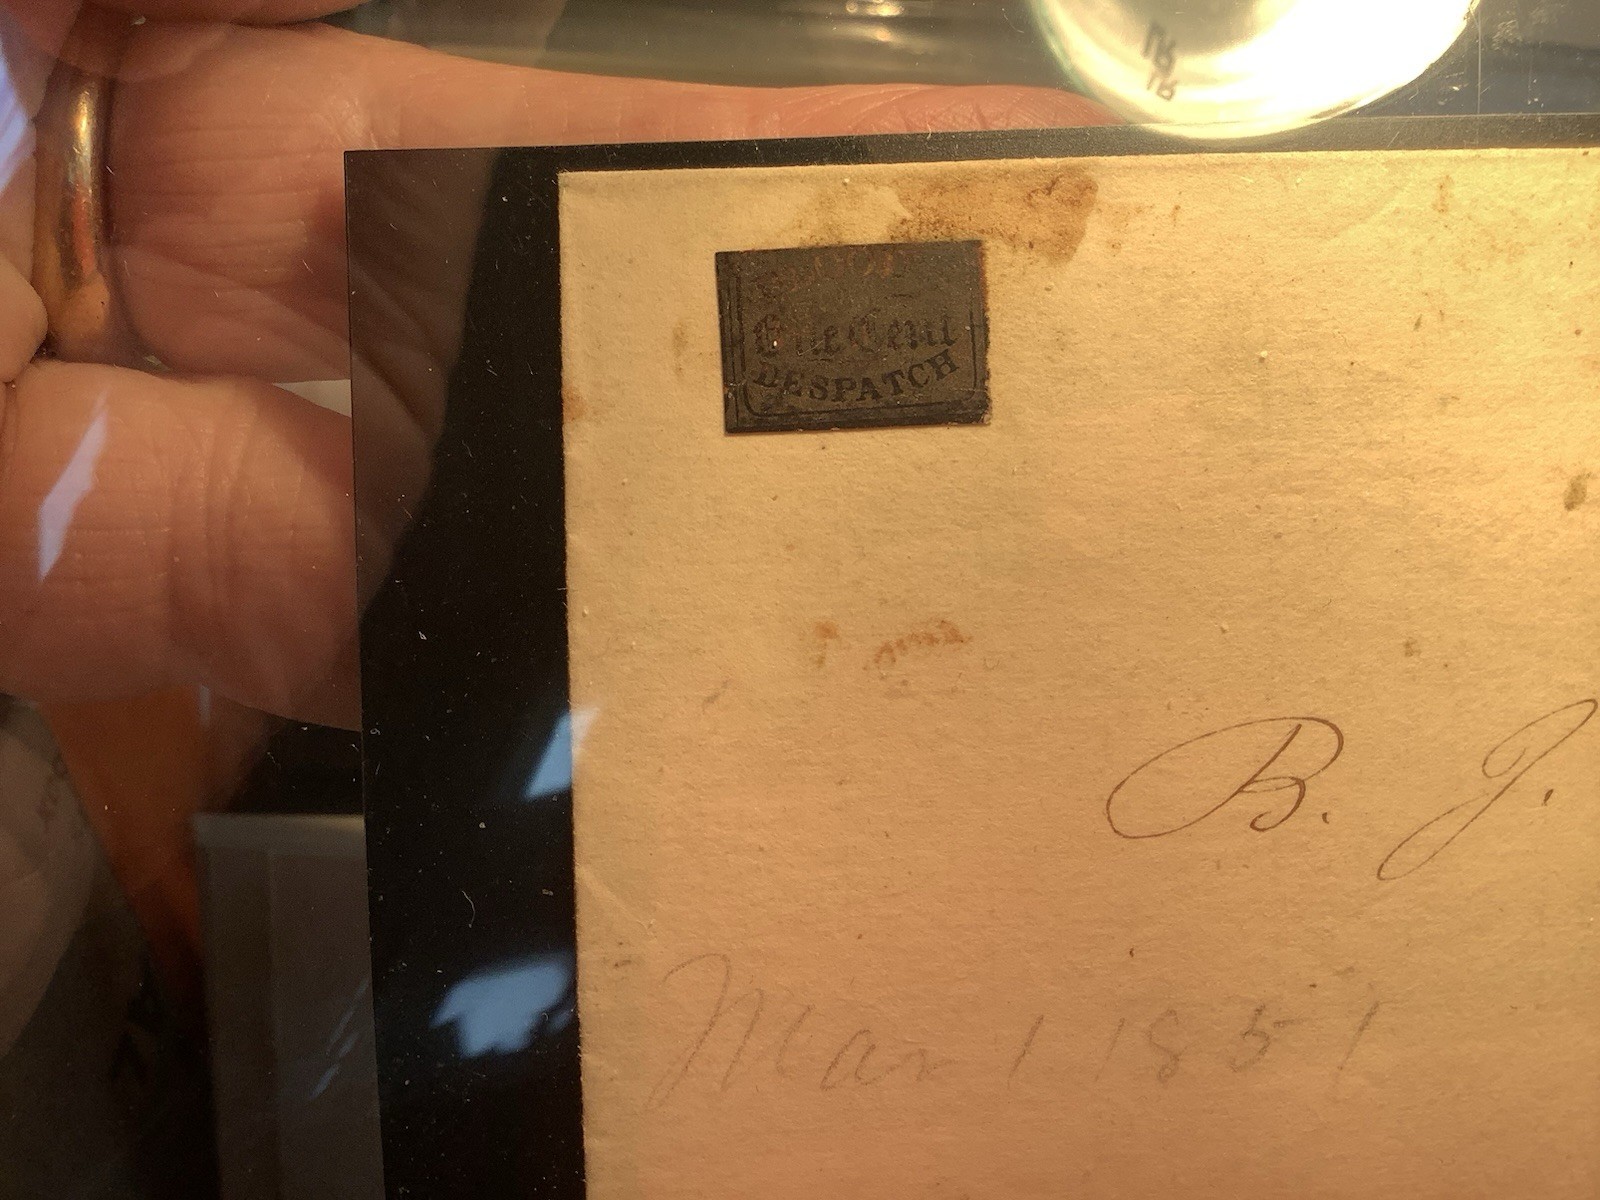 One Cent
DESPATCH
B. J.
Mar 1 1851